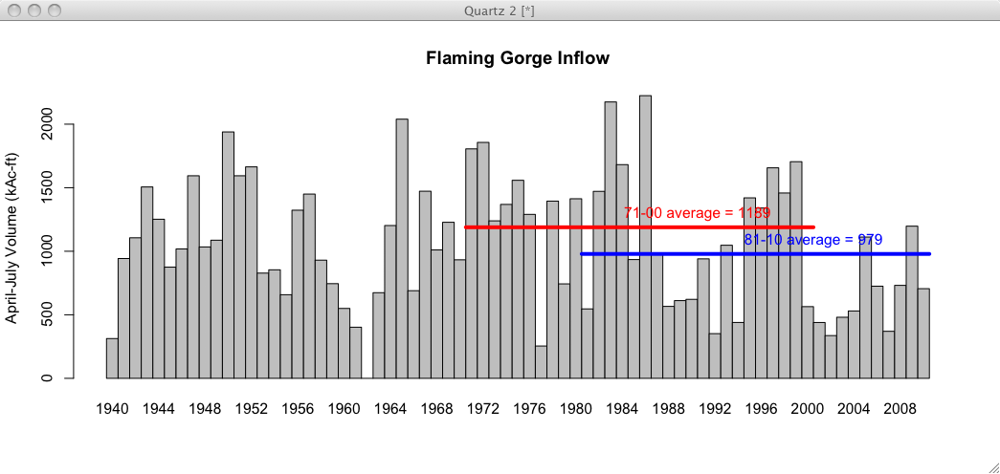 Quartz 2 [*]
Flaming Gorge Inflow
April-July Volume (kAc-ft)
2000
1500
1000
500
0
71-00 average = 1189
81-10 average = 979
1940 1944 1948 1952 1956 1960 1964 1968 1972 1976 1980 1984 1988 1992 1996 2000 2004 2008